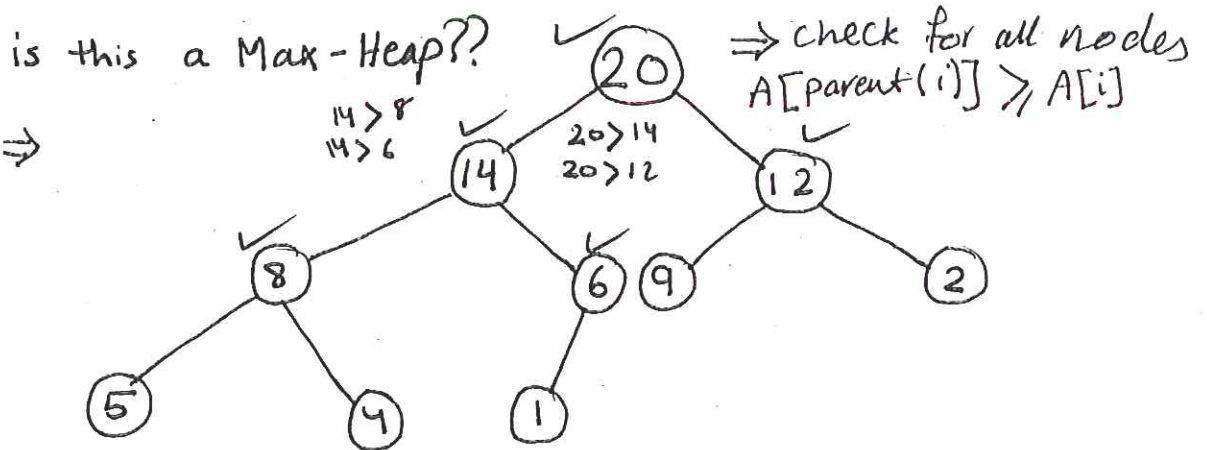 is this a Max-Heap??
⇒ check for all nodes
A[parent(i)] ⩾ A[i]
⇒
14 > 8
14 > 6
20 > 14
20 > 12
20
14
12
8
6
9
2
5
4
1